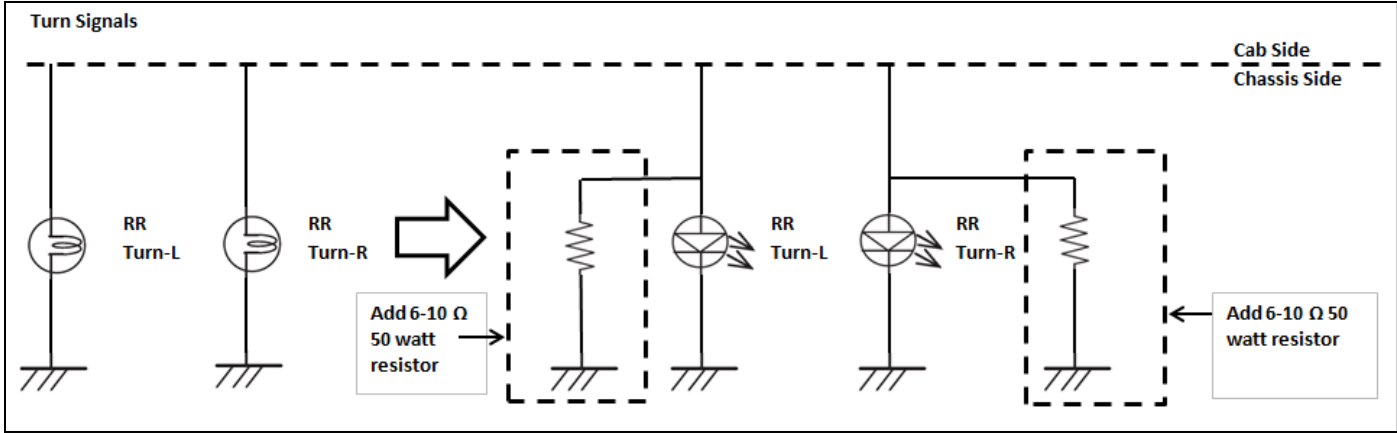 Turn Signals
Cab Side
Chassis Side
RR
Turn-L
RR
Turn-R
RR
Turn-L
RR
Turn-R
Add 6-10 Ω
50 watt
resistor
Add 6-10 Ω 50
watt resistor